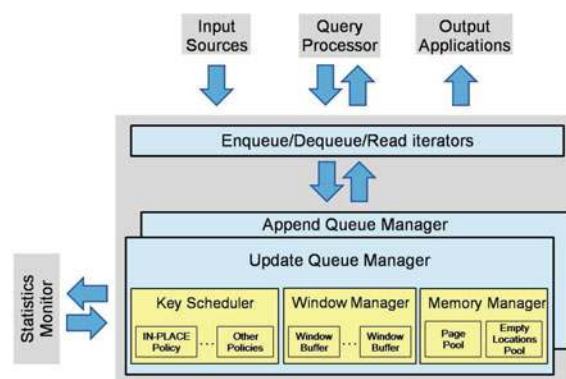 Input
Sources
Query
Processor
Output
Applications
Enqueue/Dequeue/Read iterators
Append Queue Manager
Update Queue Manager
Statistics
Monitor
Key Scheduler
IN-PLACE
Policy
...
Other
Policies
Window Manager
Window
Buffer
...
Window
Buffer
Memory Manager
Page
Pool
Empty
Locations
Pool